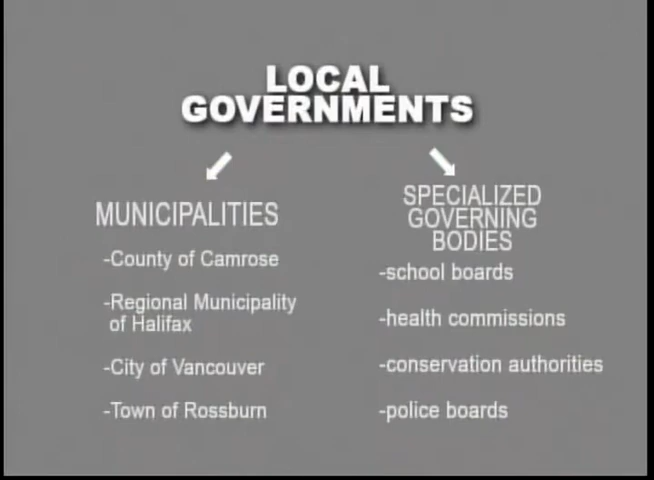 LOCAL
GOVERNMENTS
MUNICIPALITIES
-County of Camrose
-Regional Municipality
of Halifax
-City of Vancouver
-Town of Rossburn
SPECIALIZED
GOVERNING
BODIES
-school boards
-health commissions
-conservation authorities
-police boards